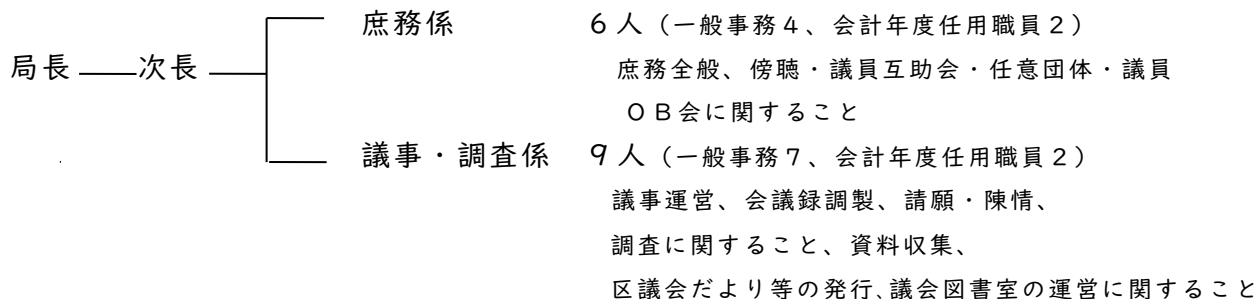 庶務係 6人（一般事務4、会計年度任用職員2）
局長 次長
庶務全般、傍聴・議員互助会・任意団体・議員
OB会に関すること
議事・調査係 9人（一般事務7、会計年度任用職員2）
議事運営、会議録調製、請願・陳情、
調査に関すること、資料収集、
区議会だより等の発行、議会図書室の運営に関すること